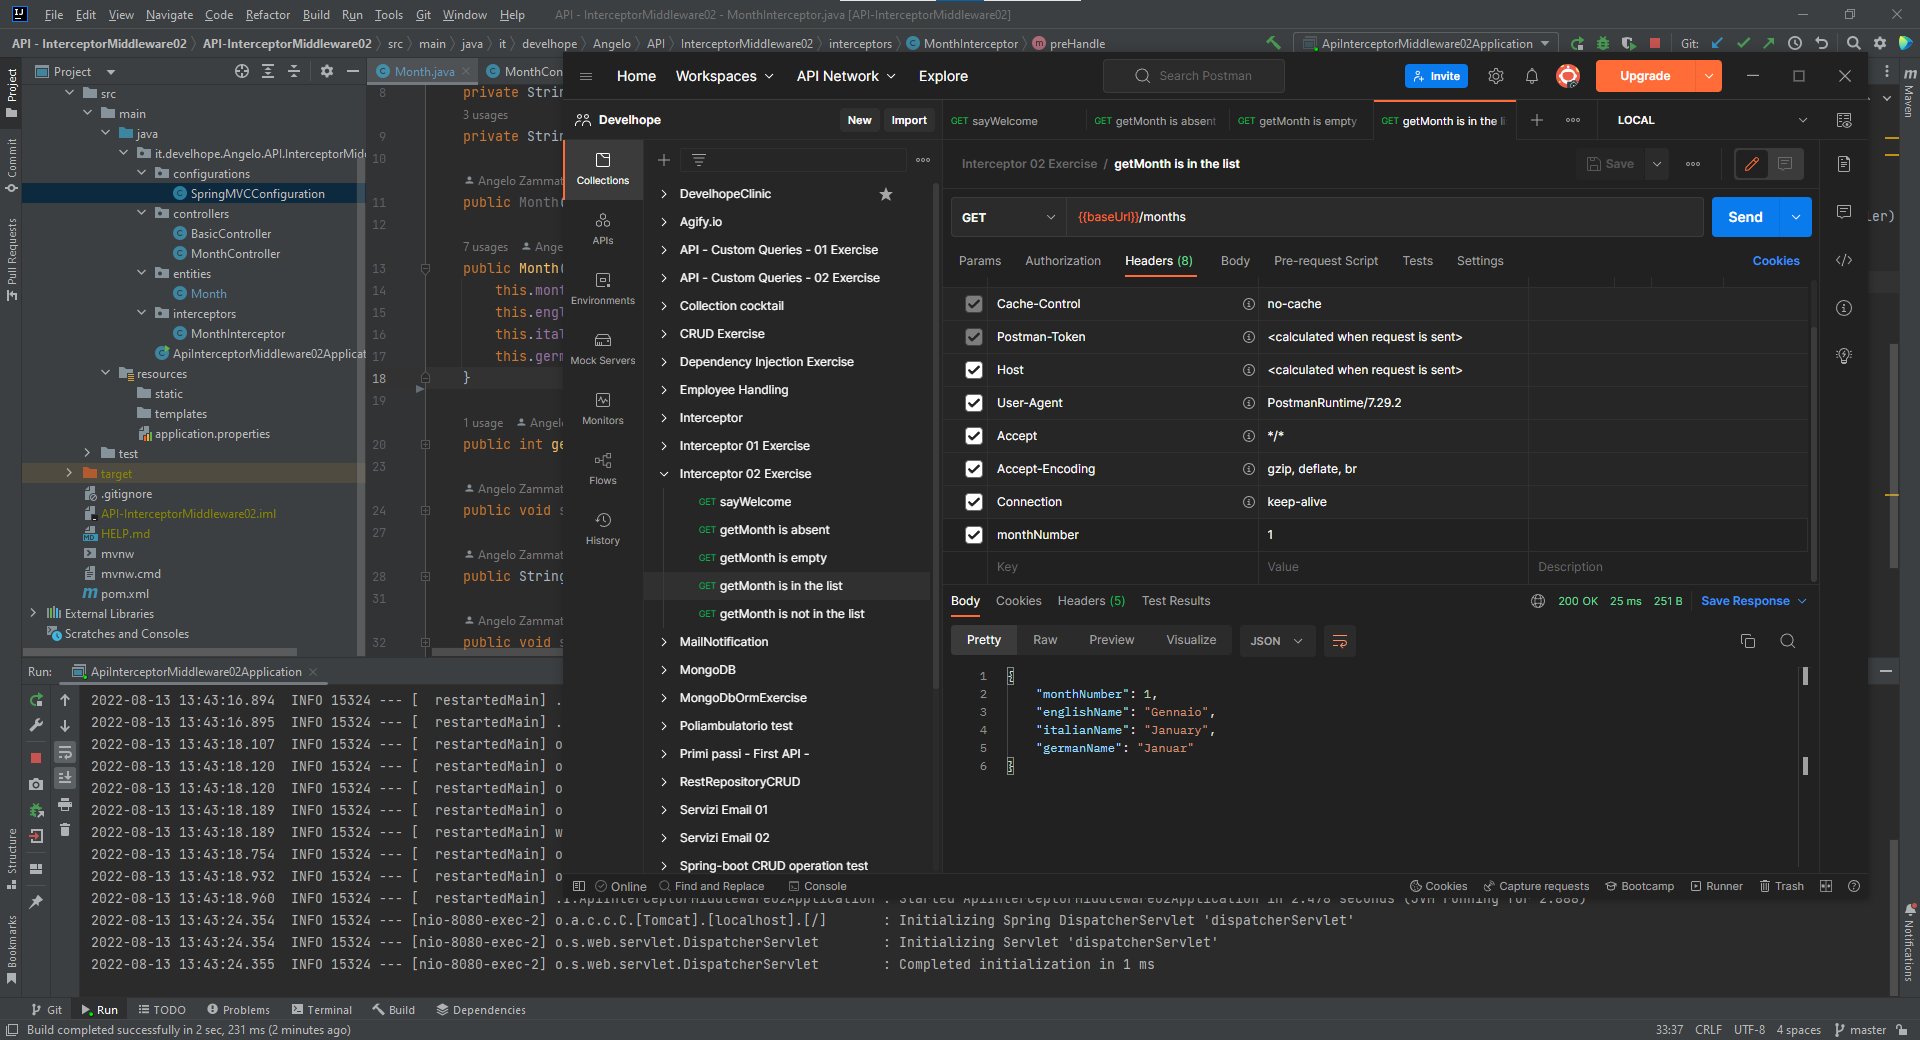 File Edit View Navigate Code Refactor Build Run Tools Git Window Help API - InterceptorMiddleware02 - MonthInterceptor.java [API-InterceptorMiddleware02]
API - InterceptorMiddleware02 API-InterceptorMiddleware02 src main java it develhope Angelo API InterceptorMiddleware02 interceptors MonthInterceptor preHandle ApiInterceptorMiddleware02Application Git:
Project
Month.java
MonthCon
Project
Commit
Pull Requests
Structure
Bookmarks
src
main
java
it.develhope.Angelo.API.InterceptorMid
configurations
SpringMVCConfiguration
controllers
BasicController
MonthController
entities
Month
interceptors
MonthInterceptor
ApiInterceptorMiddleware02Applicat
resources
static
templates
application.properties
test
target
.gitignore
API-InterceptorMiddleware02.iml
HELP.md
mvnw
mvnw.cmd
pom.xml
External Libraries
Scratches and Consoles
8 private Strin
3 usages
9 private Strin
10
Angelo Zammat
11 public Month(
12
7 usages Ange
13 public Month(
14 this.mont
15 this.engl
16 this.ital
17 this.germ
18 }
19
1 usage Angelo
20 public int ge
23
Angelo Zammat
24 public void s
27
Angelo Zammat
28 public String
31
Angelo Zammat
32 public void s
Home Workspaces API Network Explore Search Postman Invite Upgrade
Develhope New Import
GET sayWelcome GET getMonth is absent GET getMonth is empty GET getMonth is in the li LOCAL
Collections
APIs
Environments
Mock Servers
Monitors
Flows
History
DevelhopeClinic
Agify.io
API - Custom Queries - 01 Exercise
API - Custom Queries - 02 Exercise
Collection cocktail
CRUD Exercise
Dependency Injection Exercise
Employee Handling
Interceptor
Interceptor 01 Exercise
Interceptor 02 Exercise
GET sayWelcome
GET getMonth is absent
GET getMonth is empty
GET getMonth is in the list
GET getMonth is not in the list
MailNotification
MongoDB
MongoDbOrmExercise
Poliambulatorio test
Primi passi - First API -
RestRepositoryCRUD
Servizi Email 01
Servizi Email 02
Spring-boot CRUD operation test
Interceptor 02 Exercise / getMonth is in the list Save
GET {{baseUrl}}/months Send
Params Authorization Headers (8) Body Pre-request Script Tests Settings Cookies
Cache-Control no-cache
Postman-Token <calculated when request is sent>
Host <calculated when request is sent>
User-Agent PostmanRuntime/7.29.2
Accept */*
Accept-Encoding gzip, deflate, br
Connection keep-alive
monthNumber 1
Key Value Description
Body Cookies Headers (5) Test Results 200 OK 25 ms 251 B Save Response
Pretty Raw Preview Visualize JSON
1 {
2 "monthNumber": 1,
3 "englishName": "Gennaio",
4 "italianName": "January",
5 "germanName": "Januar"
6 }
Online Find and Replace Console Cookies Capture requests Bootcamp Runner Trash
ler)
Maven
Notifications
Run: ApiInterceptorMiddleware02Application
2022-08-13 13:43:16.894 INFO 15324 --- [ restartedMain] .
2022-08-13 13:43:16.895 INFO 15324 --- [ restartedMain] .
2022-08-13 13:43:18.107 INFO 15324 --- [ restartedMain] o
2022-08-13 13:43:18.120 INFO 15324 --- [ restartedMain] o
2022-08-13 13:43:18.120 INFO 15324 --- [ restartedMain] o
2022-08-13 13:43:18.189 INFO 15324 --- [ restartedMain] o
2022-08-13 13:43:18.189 INFO 15324 --- [ restartedMain] w
2022-08-13 13:43:18.754 INFO 15324 --- [ restartedMain] o
2022-08-13 13:43:18.932 INFO 15324 --- [ restartedMain] o
2022-08-13 13:43:18.960 INFO 15324 --- [ restartedMain] .i.ApiInterceptorMiddleware02Application : Started ApiInterceptorMiddleware02Application in 2.478 seconds (JVM running for 2.888)
2022-08-13 13:43:24.354 INFO 15324 --- [nio-8080-exec-2] o.a.c.c.C.[Tomcat].[localhost].[/] : Initializing Spring DispatcherServlet 'dispatcherServlet'
2022-08-13 13:43:24.354 INFO 15324 --- [nio-8080-exec-2] o.s.web.servlet.DispatcherServlet : Initializing Servlet 'dispatcherServlet'
2022-08-13 13:43:24.355 INFO 15324 --- [nio-8080-exec-2] o.s.web.servlet.DispatcherServlet : Completed initialization in 1 ms
Git Run TODO Problems Terminal Build Dependencies
Build completed successfully in 2 sec, 231 ms (2 minutes ago) 33:37 CRLF UTF-8 4 spaces master